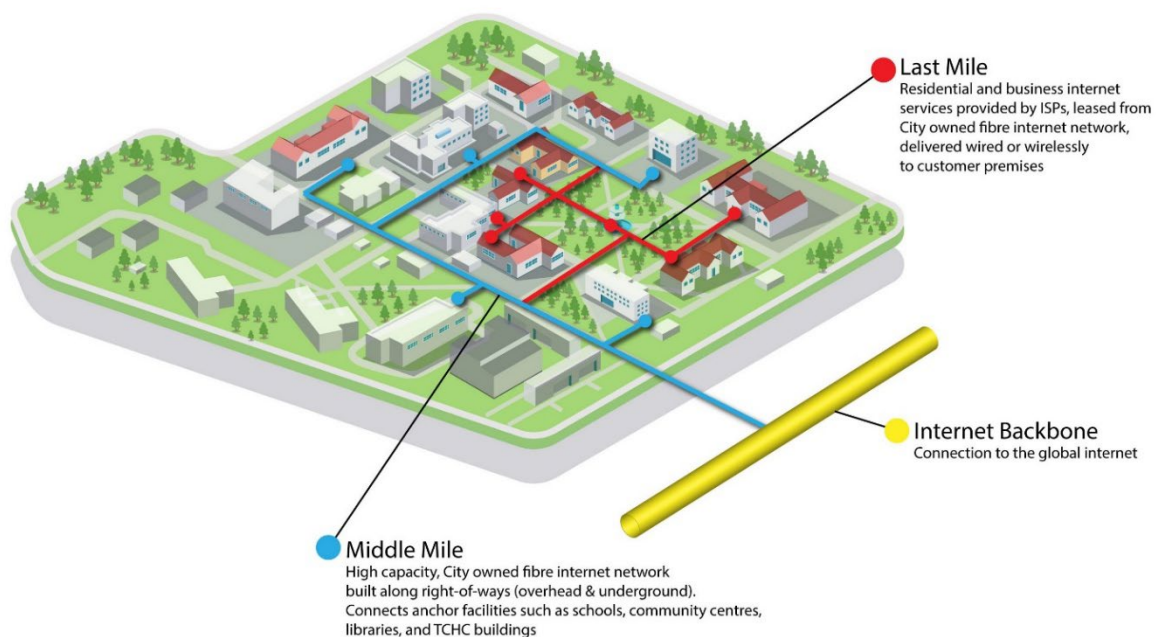 Last Mile
Residential and business internet
services provided by ISPs, leased from
City owned fibre internet network,
delivered wired or wirelessly
to customer premises
Internet Backbone
Connection to the global internet
Middle Mile
High capacity, City owned fibre internet network
built along right-of-ways (overhead & underground).
Connects anchor facilities such as schools, community centres,
libraries, and TCHC buildings